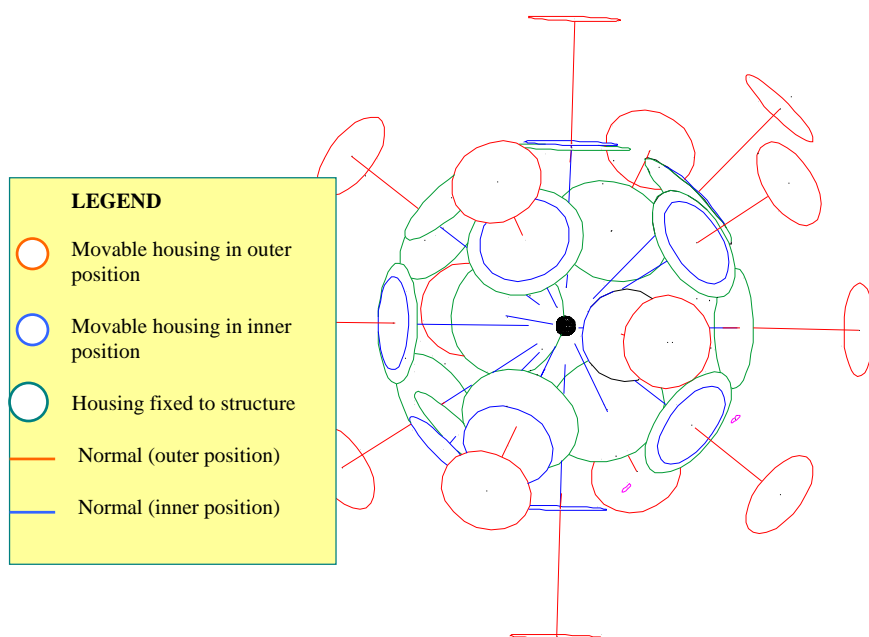 LEGEND
Movable housing in outer
position
Movable housing in inner
position
Housing fixed to structure
Normal (outer position)
Normal (inner position)